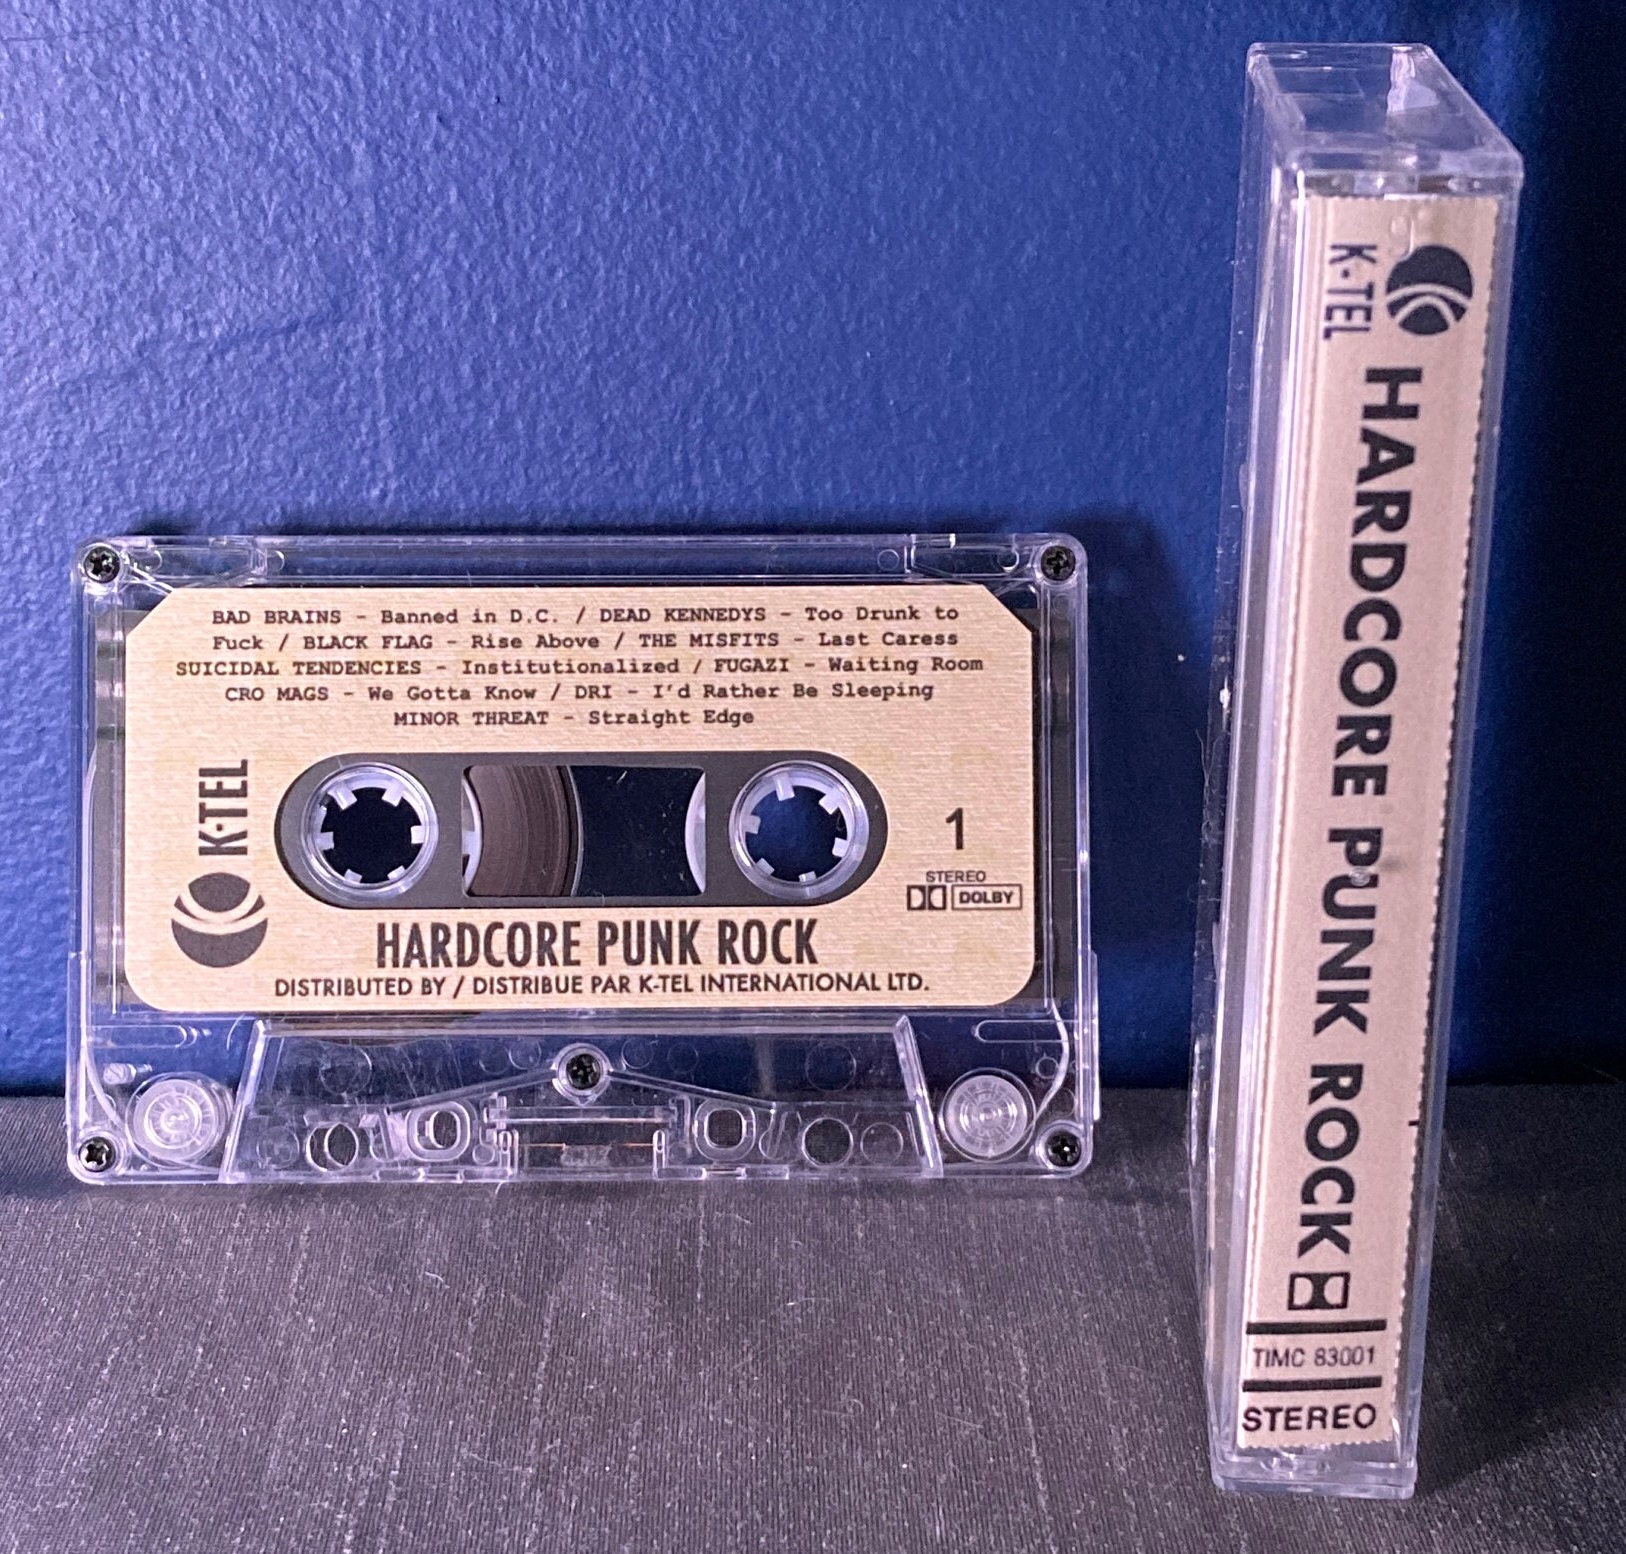 BAD BRAINS - Banned in D.C. / DEAD KENNEDYS - Too Drunk to
Fuck / BLACK FLAG - Rise Above / THE MISFITS - Last Caress
SUICIDAL TENDENCIES - Institutionalized / FUGAZI - Waiting Room
CRO MAGS - We Gotta Know / DRI - I'd Rather Be Sleeping
MINOR THREAT - Straight Edge
K·TEL
1
STEREO
DOLBY
HARDCORE PUNK ROCK
DISTRIBUTED BY / DISTRIBUE PAR K-TEL INTERNATIONAL LTD.
K·TEL
HARDCORE PUNK ROCK
TIMC 83001
STEREO